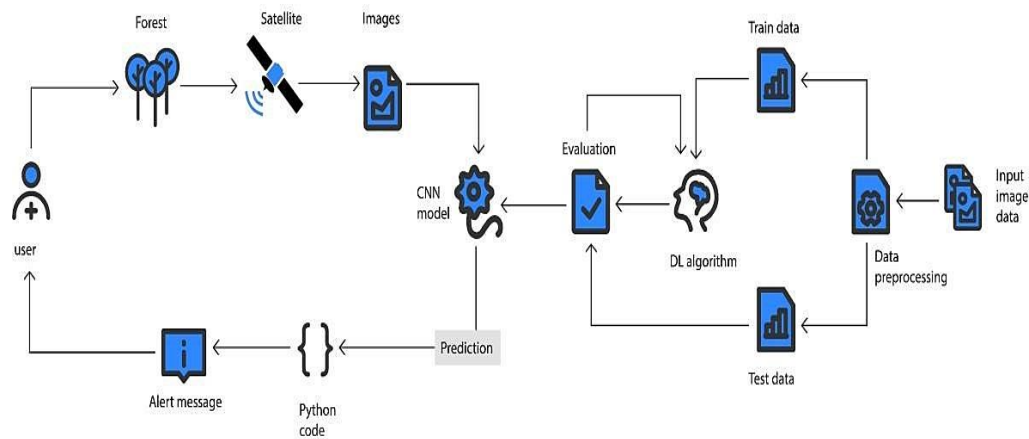 Forest
Satellite
Images
Train data
Evaluation
CNN
model
Input
image
data
user
DL algorithm
Data
preprocessing
Prediction
Alert message
Python
code
Test data